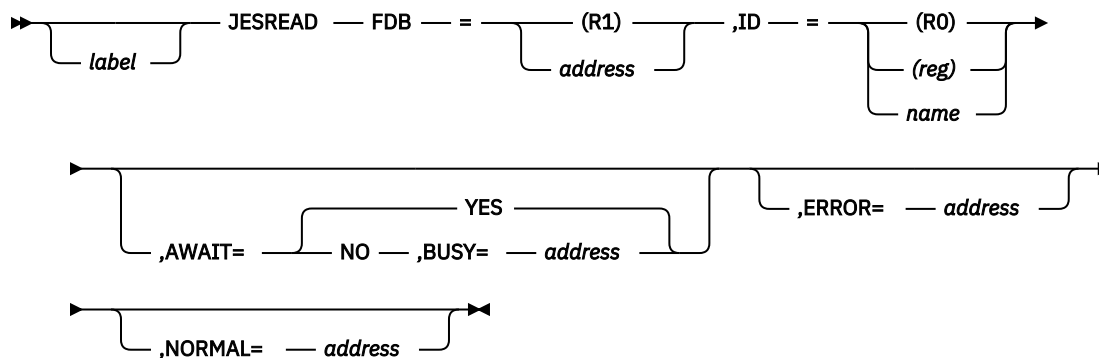 JESREAD FDB = (R1) ,ID = (R0)
label address (reg)
name
YES
,AWAIT= NO ,BUSY= address ,ERROR= address
,NORMAL= address